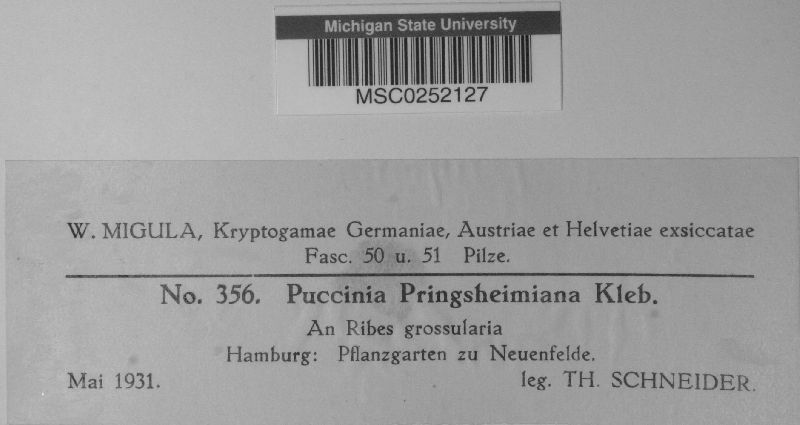 Michigan State University
MSC0252127
W. MIGULA, Kryptogamae Germaniae, Austriae et Helvetiae exsiccatae
Fasc. 50 u. 51 Pilze.
No. 356. Puccinia Pringsheimiana Kleb.
An Ribes grossularia
Hamburg: Pflanzgarten zu Neuenfelde.
Mai 1931. leg. TH. SCHNEIDER.